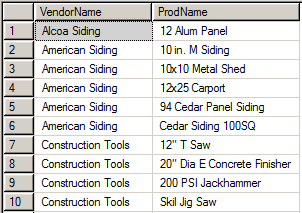 VendorName ProdName
1 Alcoa Siding 12 Alum Panel
2 American Siding 10 in. M Siding
3 American Siding 10x10 Metal Shed
4 American Siding 12x25 Carport
5 American Siding 94 Cedar Panel Siding
6 American Siding Cedar Siding 100SQ
7 Construction Tools 12" T Saw
8 Construction Tools 20" Dia E Concrete Finisher
9 Construction Tools 200 PSI Jackhammer
10 Construction Tools Skil Jig Saw